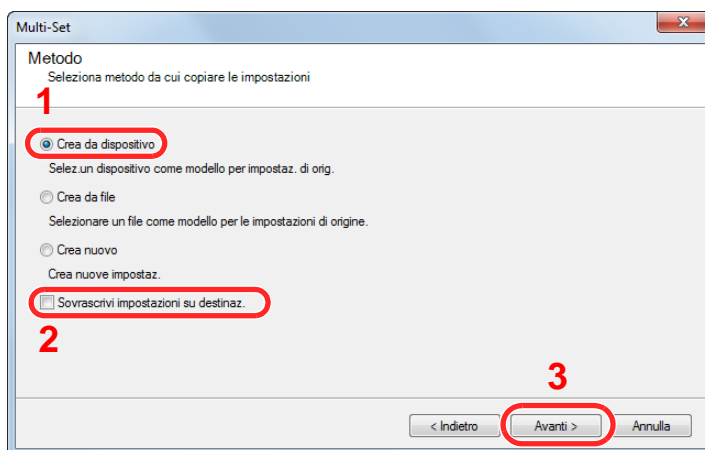 Multi-Set
Metodo
Seleziona metodo da cui copiare le impostazioni
1
Crea da dispositivo
Selez.un dispositivo come modello per impostaz. di orig.
Crea da file
Selezionare un file come modello per le impostazioni di origine.
Crea nuovo
Crea nuove impostaz.
Sovrascrivi impostazioni su destinaz.
2
3
< Indietro Avanti > Annulla